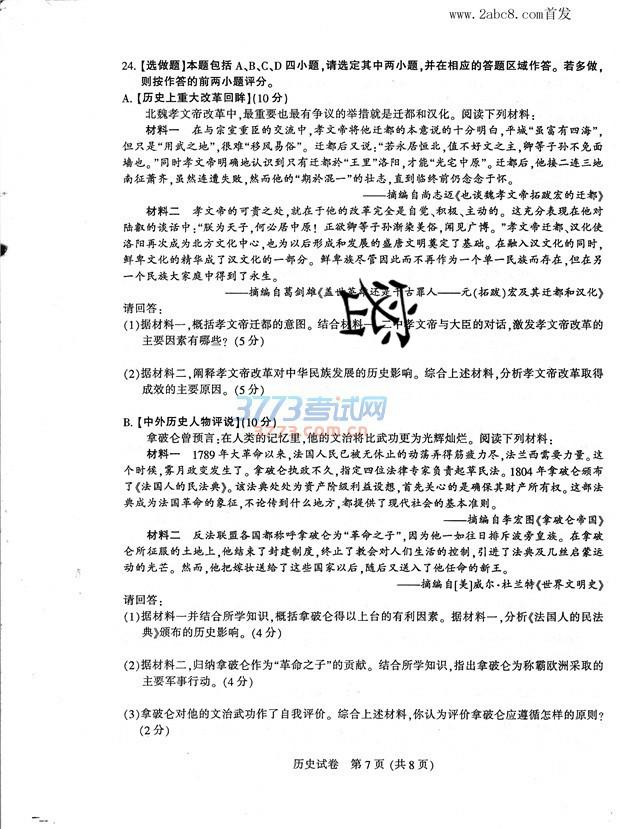 www.2abc8.com首发
24.【选做题】本题包括A、B、C、D四小题,请选定其中两小题,并在相应的答题区域作答。若多做,
则按作答的前两小题评分。
A.【历史上重大改革回眸】(10分)
北魏孝文帝改革中,最重要也最有争议的举措就是迁都和汉化。阅读下列材料:
材料一 在与宗室重臣的交流中,孝文帝将他迁都的本意说的十分明白,平城“虽富有四海”,
但只是“用武之地”,很难“移风易俗”。迁都后又说:“若永居恒北,值不好文之主,卿等子孙不免面
墙也。”同时孝文帝明确地认识到只有迁都於“王里”洛阳,才能“光宅中原”。迁都后,他接二连三地
南征萧齐,虽然连遭失败,然而他的“期於混一”的壮志,直到临终前仍念念于怀。
——摘编自尚志迈《也谈魏孝文帝拓跋宏的迁都》
材料二 孝文帝的可贵之处,就在于他的改革完全是自觉、积极、主动的。这充分表现在他对
陆叡的谈话中:“朕为天子,何必居中原!正欲卿等子孙渐染美俗,闻见广博。”孝文帝迁都、汉化使
洛阳再次成为北方文化中心,也为以后形成和发展的盛唐文明奠定了基础。在融入汉文化的同时,
鲜卑文化的精华成了汉文化的一部分。鲜卑族尽管因此而不再作为一个单一民族而存在,但在另
一个民族大家庭中得到了永生。
——摘编自葛剑雄《盖世英雄还是千古罪人——元(拓跋)宏及其迁都和汉化》
请回答:
(1)据材料一,概括孝文帝迁都的意图。结合材料一、二中孝文帝与大臣的对话,激发孝文帝改革的
主要因素有哪些?(5分)
密
(2)据材料二,阐释孝文帝改革对中华民族发展的历史影响。综合上述材料,分析孝文帝改革取得
成效的主要原因。(5分)
3773考试网
3773.com.cn
B.【中外历史人物评说】(10分)
拿破仑曾预言:在人类的记忆里,他的文治将比武功更为光辉灿烂。阅读下列材料:
材料一 1789年大革命以来,法国人民已被无休止的动荡弄得筋疲力尽,法兰西需要力量。这
个时候,雾月政变发生了。拿破仑执政不久,指定四位法律专家负责起草民法。1804年拿破仑颁布
了《法国人的民法典》。该法典处处为资产阶级利益设想,首先关心的是确保其财产所有权。这部法
典成为法国革命的象征,不论传到什么地方,都提供了现代社会的基本准则。
——摘编自李宏图《拿破仑帝国》
材料二 反法联盟各国都称呼拿破仑为“革命之子”,因为他一如往日排斥波旁皇族。在拿破
仑所征服的土地上,他结束了封建制度,终止了教会对人们生活的控制,引进了法典及几丝启蒙运
动的光芒。然而,他把嫁妆送给了这些国家以后,随后又送入了他任命的新王。
——摘编自[美]威尔·杜兰特《世界文明史》
请回答:
(1)据材料一并结合所学知识,概括拿破仑得以上台的有利因素。据材料一,分析《法国人的民法
典》颁布的历史影响。(4分)
(2)据材料二,归纳拿破仑作为“革命之子”的贡献。结合所学知识,指出拿破仑为称霸欧洲采取的
主要军事行动。(4分)
(3)拿破仑对他的文治武功作了自我评价。综合上述材料,你认为评价拿破仑应遵循怎样的原则?
(2分)
历史试卷 第7页(共8页)